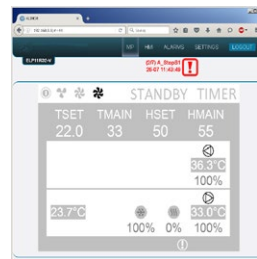 MP HMI ALARMS SETTINGS LOGOUT
ELP11R02-V
(07) A_Stop01
STANDBY TIMER
TSET TMAIN HSET HMAIN
22.0 33 50 55
36.3°C
100%
23.7°C 33.0°C
100% 0% 100%